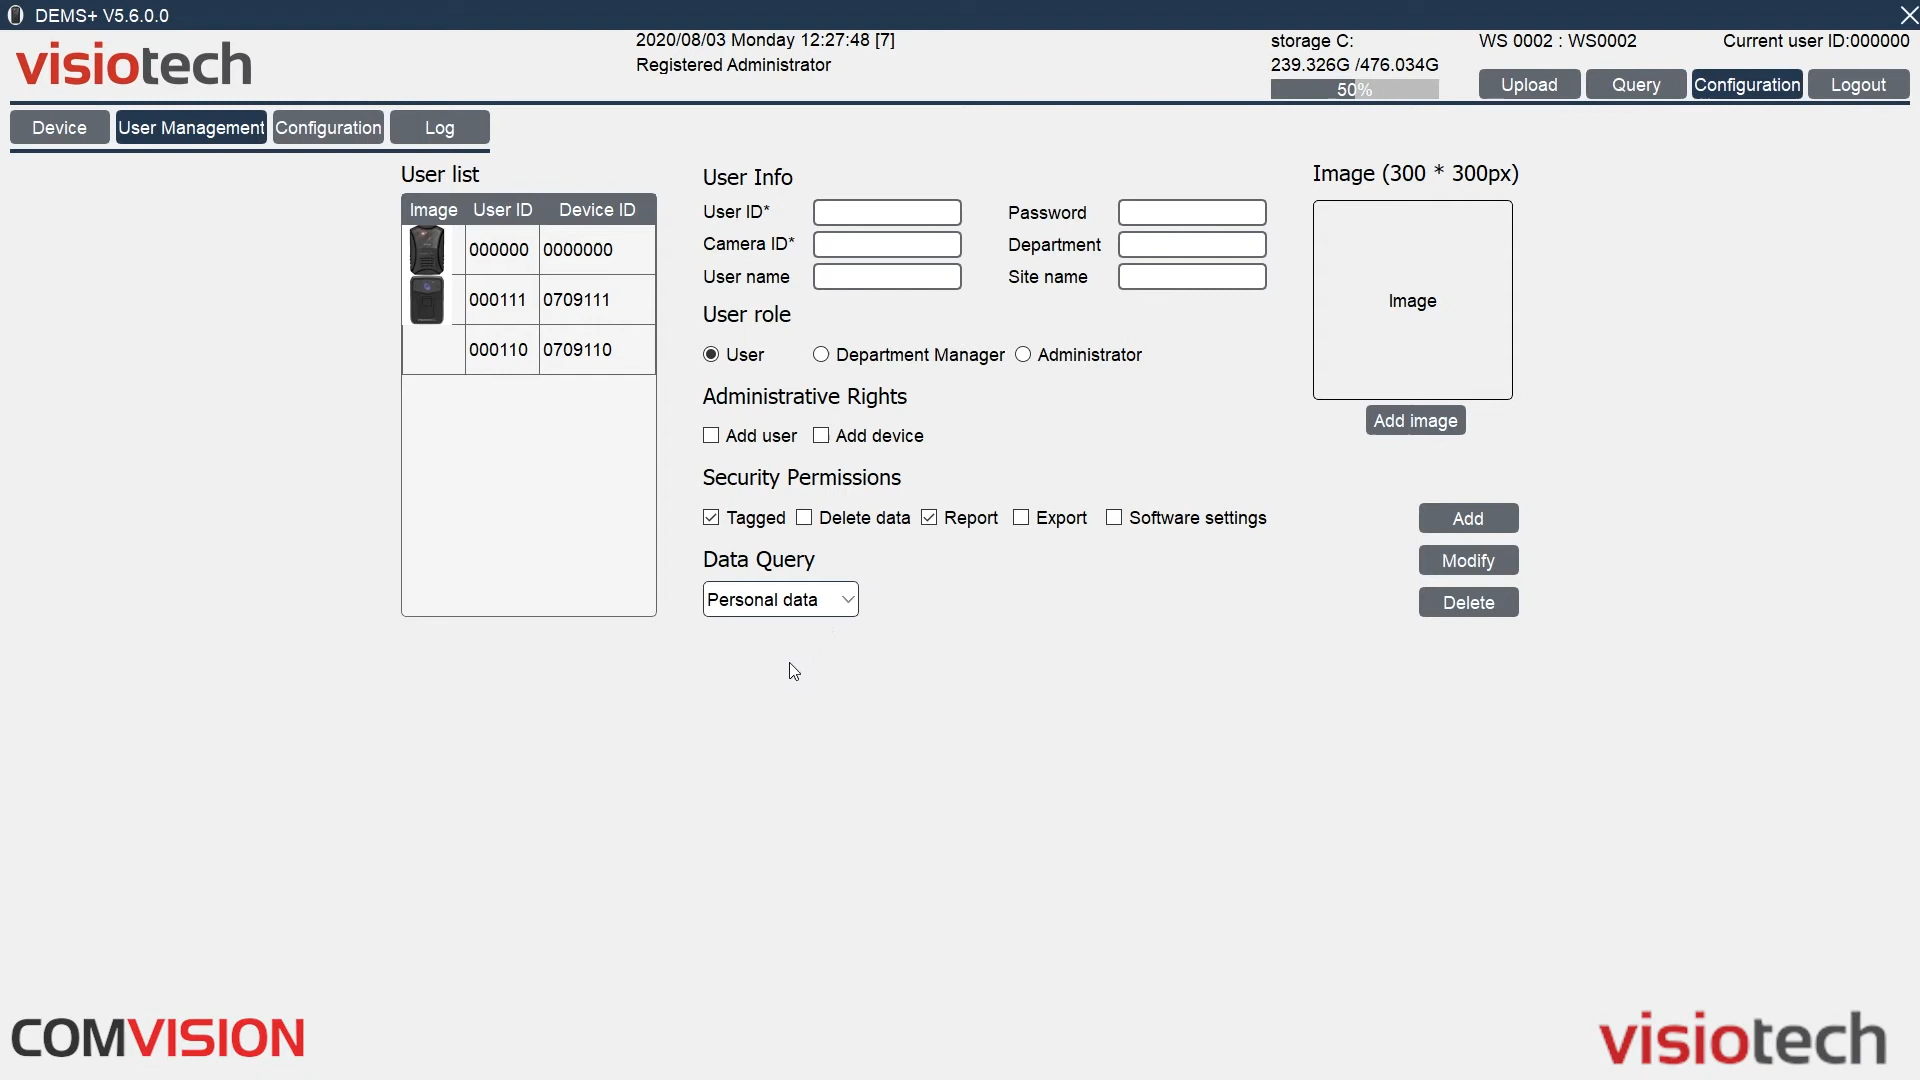 DEMS+ V5.6.0.0
visiotech
2020/08/03 Monday 12:27:48 [7]
Registered Administrator
storage C:
239.326G /476.034G
50%
WS 0002 : WS0002
Current user ID:000000
Upload
Query
Configuration
Logout
Device
User Management
Configuration
Log
User list
Image User ID Device ID
000000 0000000
000111 0709111
000110 0709110
User Info
User ID*
Password
Camera ID*
Department
User name
Site name
User role
User
Department Manager
Administrator
Administrative Rights
Add user
Add device
Security Permissions
Tagged
Delete data
Report
Export
Software settings
Data Query
Personal data
Image (300 * 300px)
Image
Add image
Add
Modify
Delete
COMVISION
visiotech